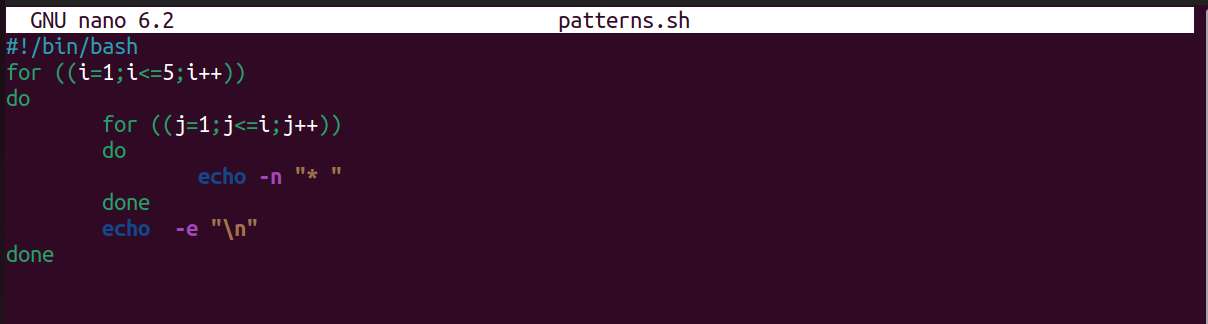 GNU nano 6.2 patterns.sh
#!/bin/bash
for ((i=1;i<=5;i++))
do
for ((j=1;j<=i;j++))
do
echo -n "* "
done
echo  -e "\n"
done